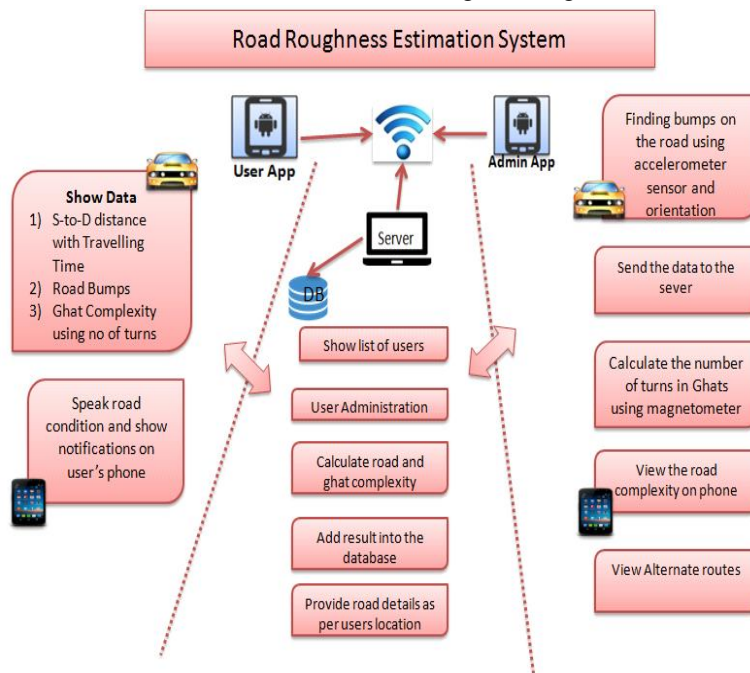 Road Roughness Estimation System
User App
Admin App
Server
DB
Show Data
1) S-to-D distance
with Travelling
Time
2) Road Bumps
3) Ghat Complexity
using no of turns
Speak road
condition and show
notifications on
user's phone
Show list of users
User Administration
Calculate road and
ghat complexity
Add result into the
database
Provide road details as
per users location
Finding bumps on
the road using
accelerometer
sensor and
orientation
Send the data to the
sever
Calculate the number
of turns in Ghats
using magnetometer
View the road
complexity on phone
View Alternate routes